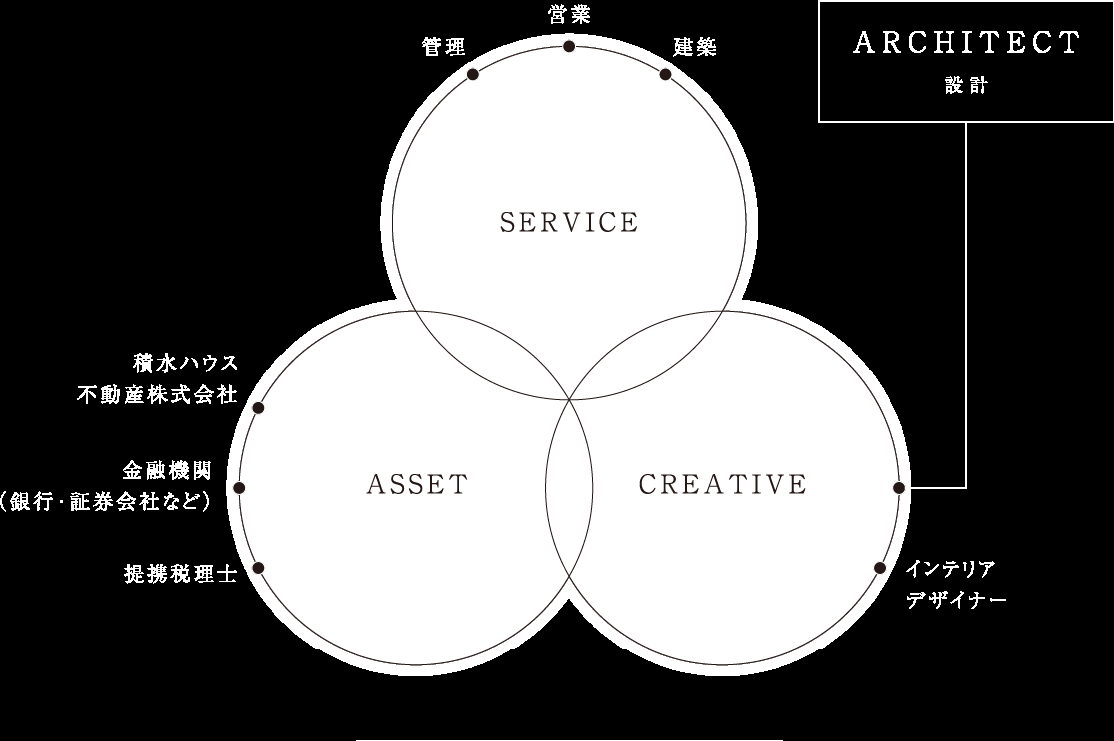 営業
管理
建築
ARCHITECT
設計
SERVICE
積水ハウス
不動産株式会社
金融機関
(銀行・証券会社など)
提携税理士
ASSET
CREATIVE
インテリア
デザイナー